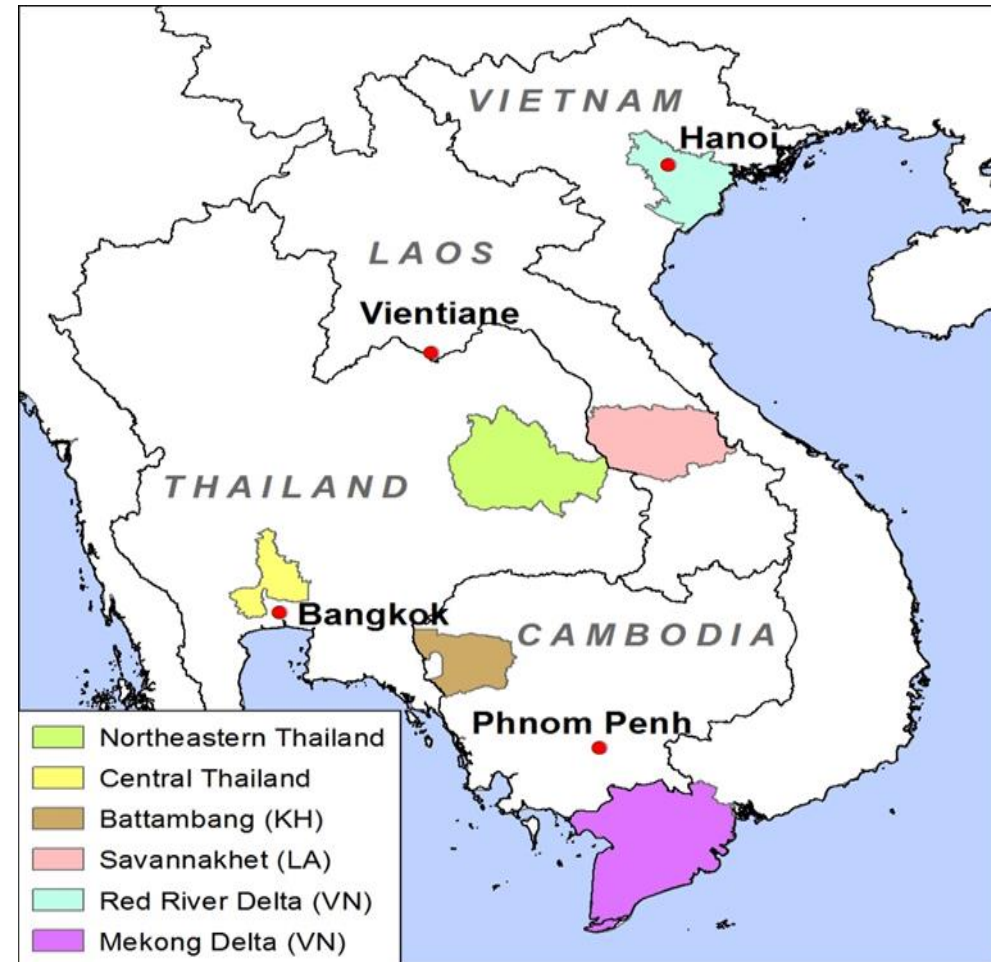 VIETNAM
Hanoi
LAOS
Vientiane
THAILAND
Bangkok
CAMBODIA
Phnom Penh
Northeastern Thailand
Central Thailand
Battambang (KH)
Savannakhet (LA)
Red River Delta (VN)
Mekong Delta (VN)